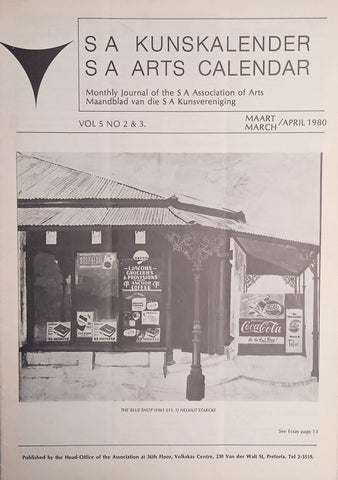 S A KUNSKALENDER
S A ARTS CALENDAR
Monthly Journal of the S A Association of Arts
Maandblad van die S A Kunsvereniging
VOL 5 NO 2 & 3.
MAART
MARCH /APRIL 1980
GROCERIES
& PROVISIONS
COFFEE
Coca-Cola
THE BLUE SHOP (1961 Oil) HELMUT STARCKE
See Essay page 13
Published by the Head-Office of the Association at 36th Floor, Volkskas Centre, 230 Van der Walt St, Pretoria. Tel 2-3519.